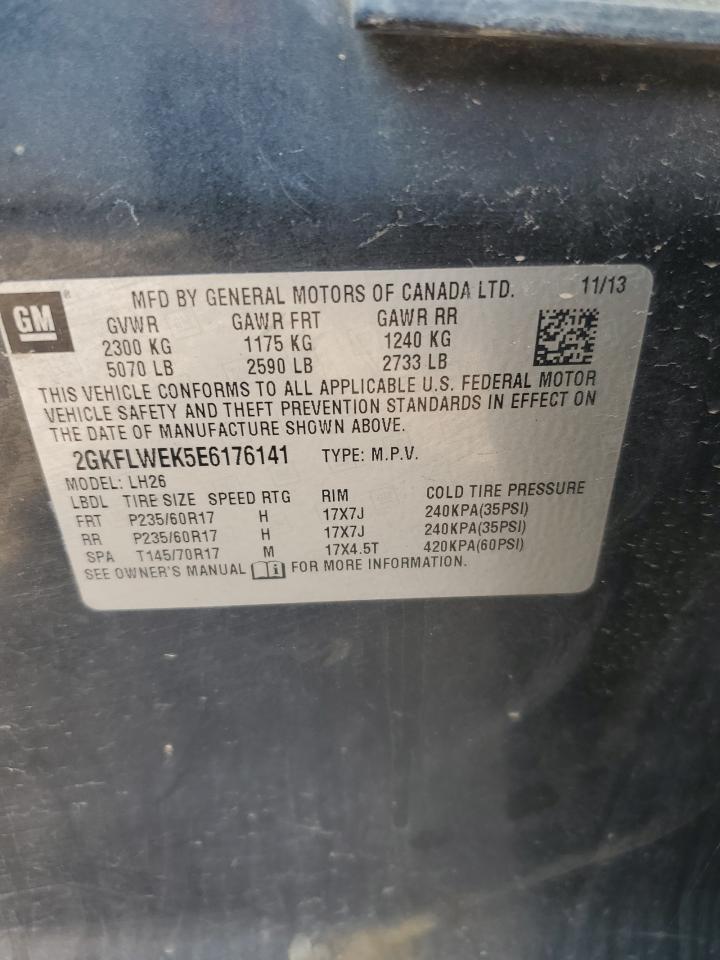 GM ®
MFD BY GENERAL MOTORS OF CANADA LTD. 11/13
GVWR GAWR FRT GAWR RR
2300 KG 1175 KG 1240 KG
5070 LB 2590 LB 2733 LB
THIS VEHICLE CONFORMS TO ALL APPLICABLE U.S. FEDERAL MOTOR
VEHICLE SAFETY AND THEFT PREVENTION STANDARDS IN EFFECT ON
THE DATE OF MANUFACTURE SHOWN ABOVE.
2GKFLWEK5E6176141 TYPE: M.P.V.
MODEL: LH26
LBDL TIRE SIZE SPEED RTG RIM COLD TIRE PRESSURE
FRT P235/60R17 H 17X7J 240KPA(35PSI)
RR P235/60R17 H 17X7J 240KPA(35PSI)
SPA T145/70R17 M 17X4.5T 420KPA(60PSI)
SEE OWNER'S MANUAL i FOR MORE INFORMATION.